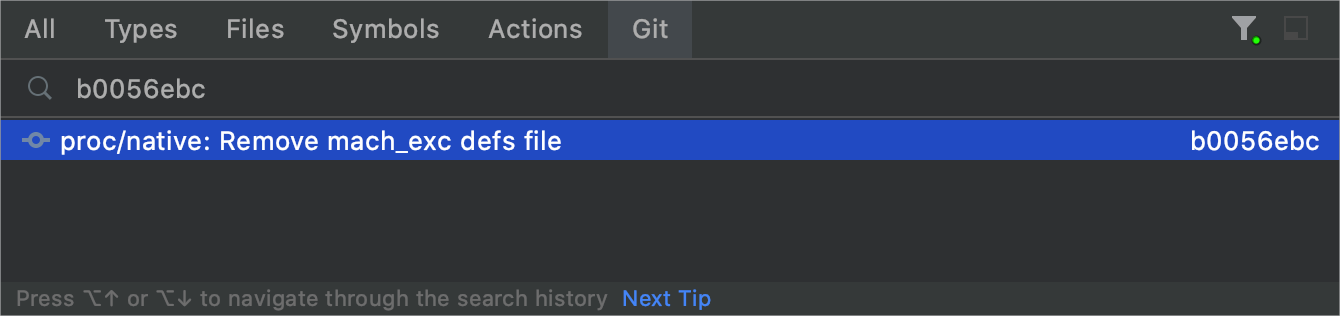 All Types Files Symbols Actions Git
b0056ebc
proc/native: Remove mach_exc defs file b0056ebc
Press ⌥↑ or ⌥↓ to navigate through the search history Next Tip